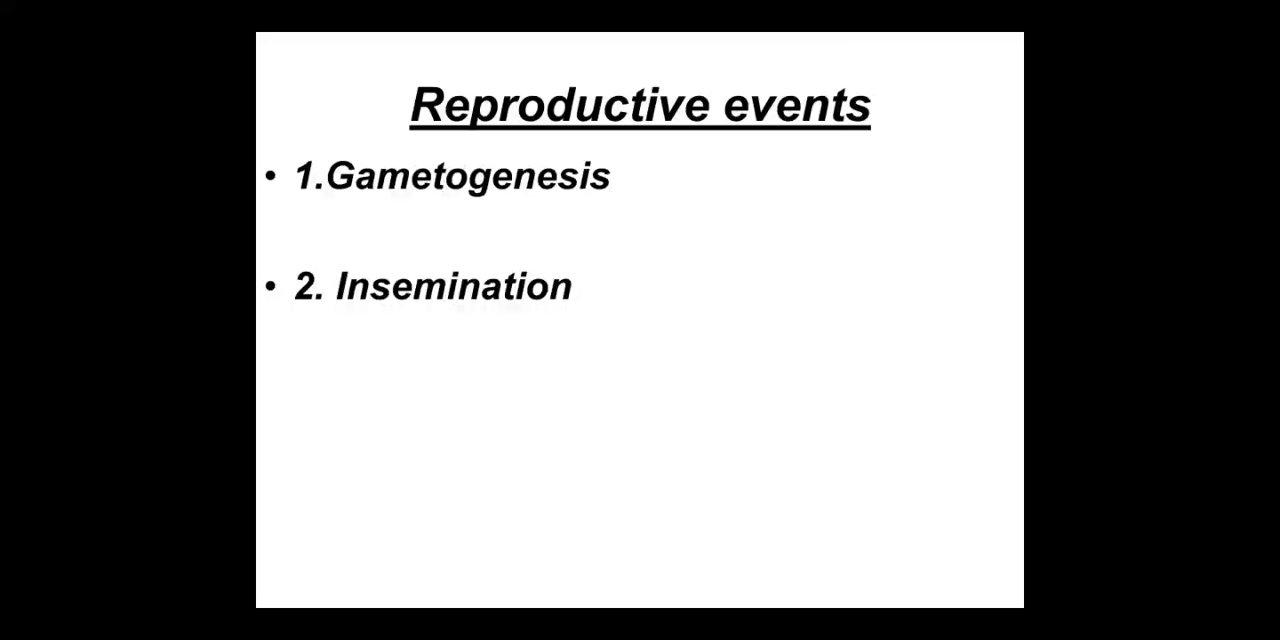 Reproductive events
• 1.Gametogenesis
• 2. Insemination